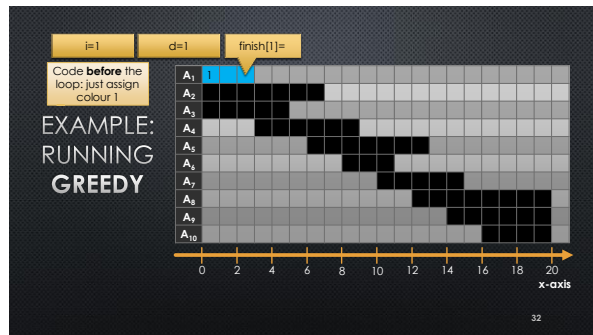 i=1
d=1
finish[1]=
Code before the
loop: just assign
colour 1
EXAMPLE:
RUNNING
GREEDY
A1
1
A2
A3
A4
A5
A6
A7
A8
A9
A10
0 2 4 6 8 10 12 14 16 18 20
x-axis
32